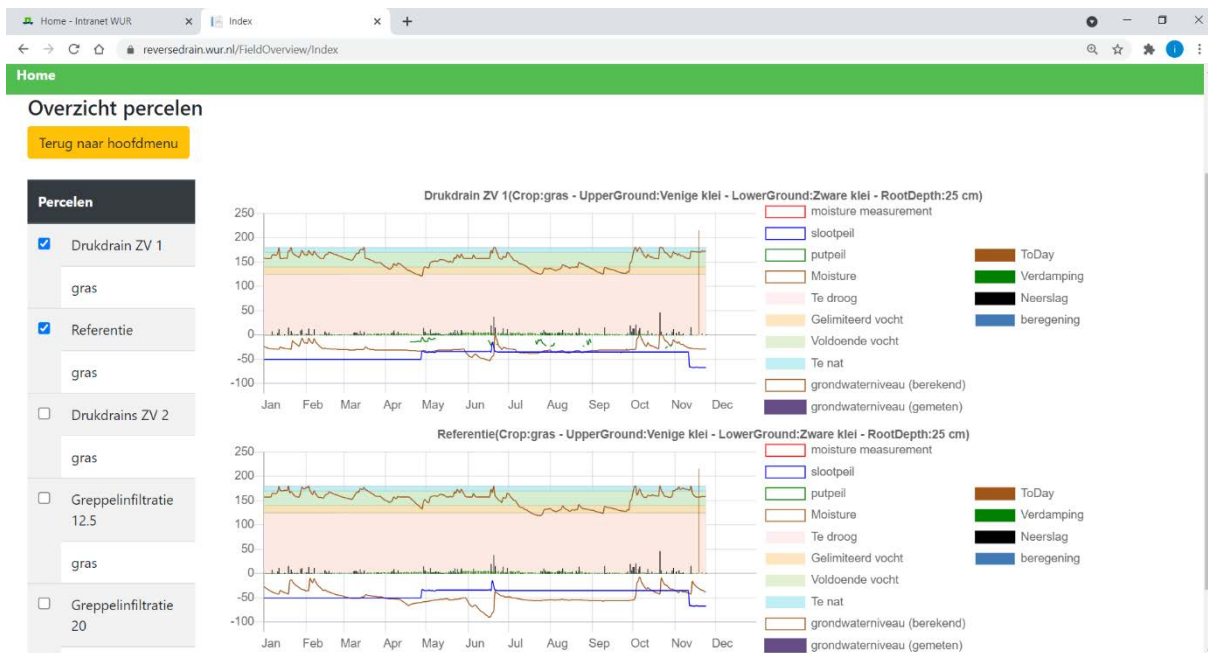 Home - Intranet WUR
Index
reversedrain.wur.nl/FieldOverview/Index
i
Home
Overzicht percelen
Terug naar hoofdmenu
Percelen
Drukdrain ZV 1
gras
Referentie
gras
Drukdrains ZV 2
gras
Greppelinfiltratie
12.5
gras
Greppelinfiltratie
20
Drukdrain ZV 1(Crop:gras - UpperGround:Venige klei - LowerGround:Zware klei - RootDepth:25 cm)
250
200
150
100
50
0
-50
-100
Jan Feb Mar Apr May Jun Jul Aug Sep Oct Nov Dec
moisture measurement
slootpeil
putpeil
Moisture
Te droog
Gelimiteerd vocht
Voldoende vocht
Te nat
grondwaterniveau (berekend)
grondwaterniveau (gemeten)
ToDay
Verdamping
Neerslag
beregening
Referentie(Crop:gras - UpperGround:Venige klei - LowerGround:Zware klei - RootDepth:25 cm)
250
200
150
100
50
0
-50
-100
Jan Feb Mar Apr May Jun Jul Aug Sep Oct Nov Dec
moisture measurement
slootpeil
putpeil
Moisture
Te droog
Gelimiteerd vocht
Voldoende vocht
Te nat
grondwaterniveau (berekend)
grondwaterniveau (gemeten)
ToDay
Verdamping
Neerslag
beregening